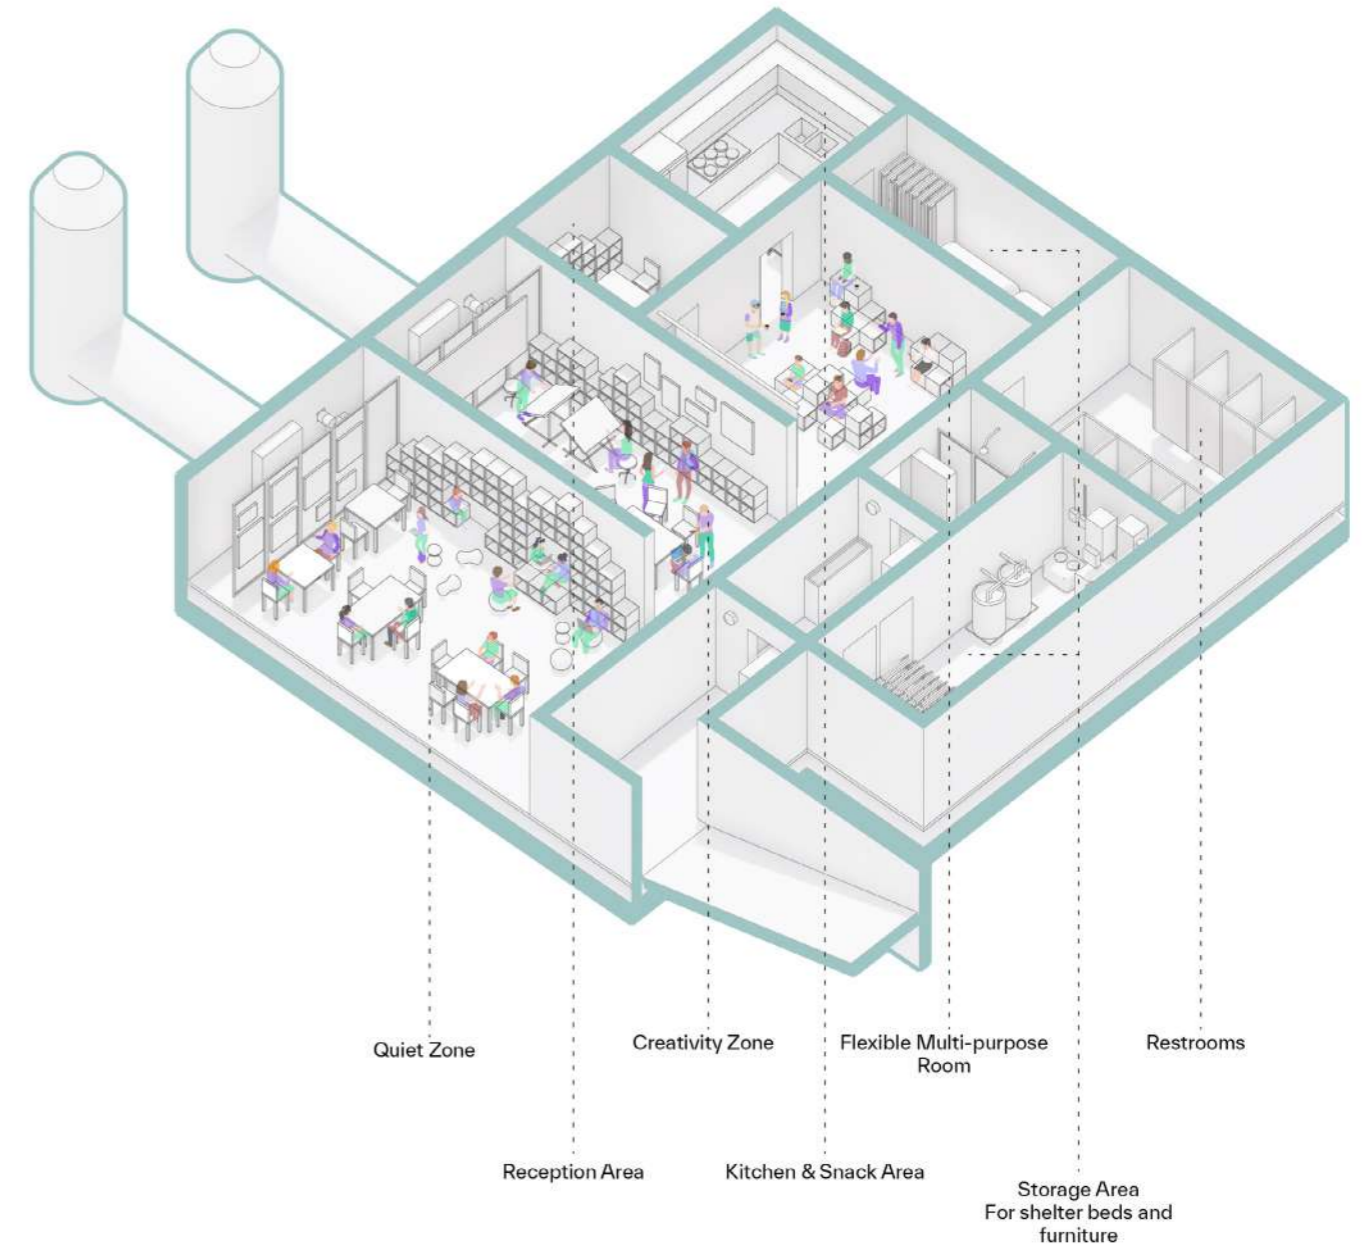 Quiet Zone
Creativity Zone
Flexible Multi-purpose
Room
Restrooms
Reception Area
Kitchen & Snack Area
Storage Area
For shelter beds and
furniture